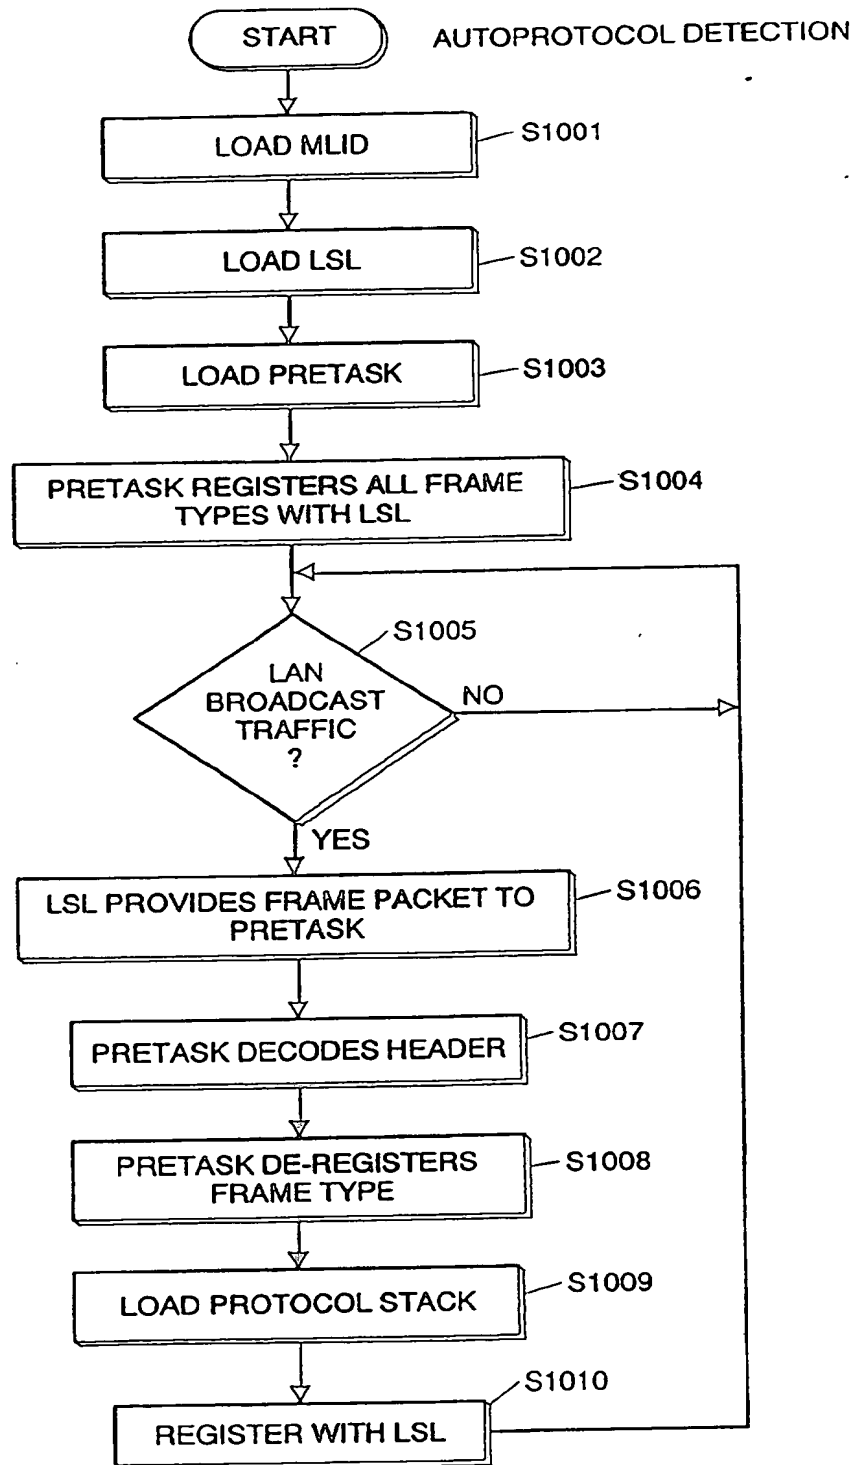 START
AUTOPROTOCOL DETECTION
LOAD MLID
S1001
LOAD LSL
S1002
LOAD PRETASK
S1003
PRETASK REGISTERS ALL FRAME
TYPES WITH LSL
S1004
S1005
LAN
BROADCAST
TRAFFIC
?
NO
YES
LSL PROVIDES FRAME PACKET TO
PRETASK
S1006
PRETASK DECODES HEADER
S1007
PRETASK DE-REGISTERS
FRAME TYPE
S1008
LOAD PROTOCOL STACK
S1009
REGISTER WITH LSL
S1010